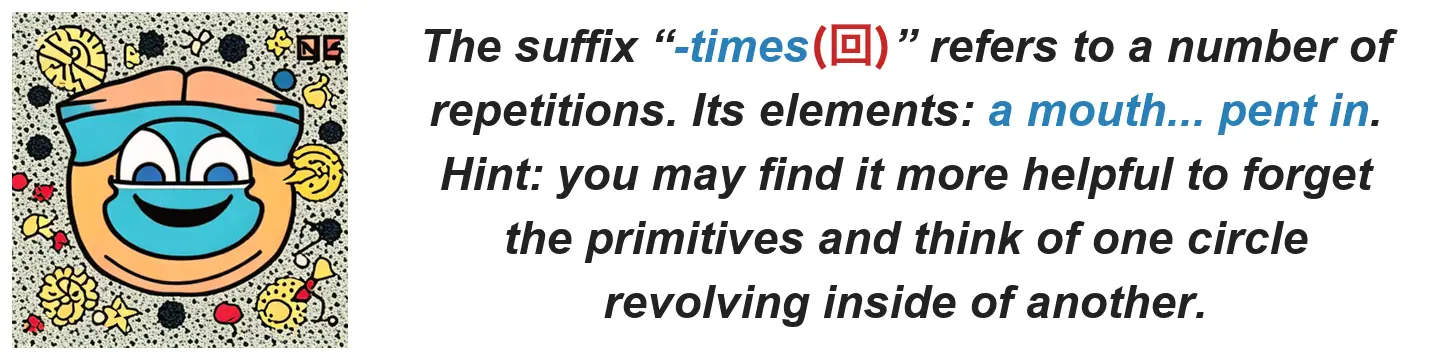 The suffix “-times(回)” refers to a number of
repetitions. Its elements: a mouth... pent in.
Hint: you may find it more helpful to forget
the primitives and think of one circle
revolving inside of another.